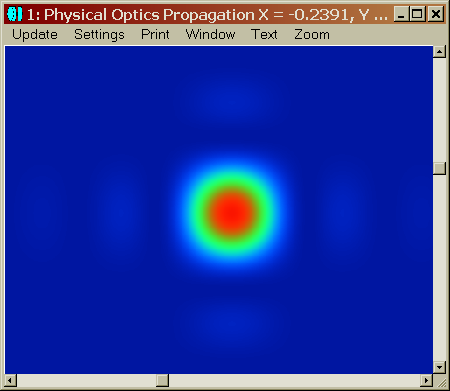 1: Physical Optics Propagation X = -0.2391, Y ...
Update Settings Print Window Text Zoom